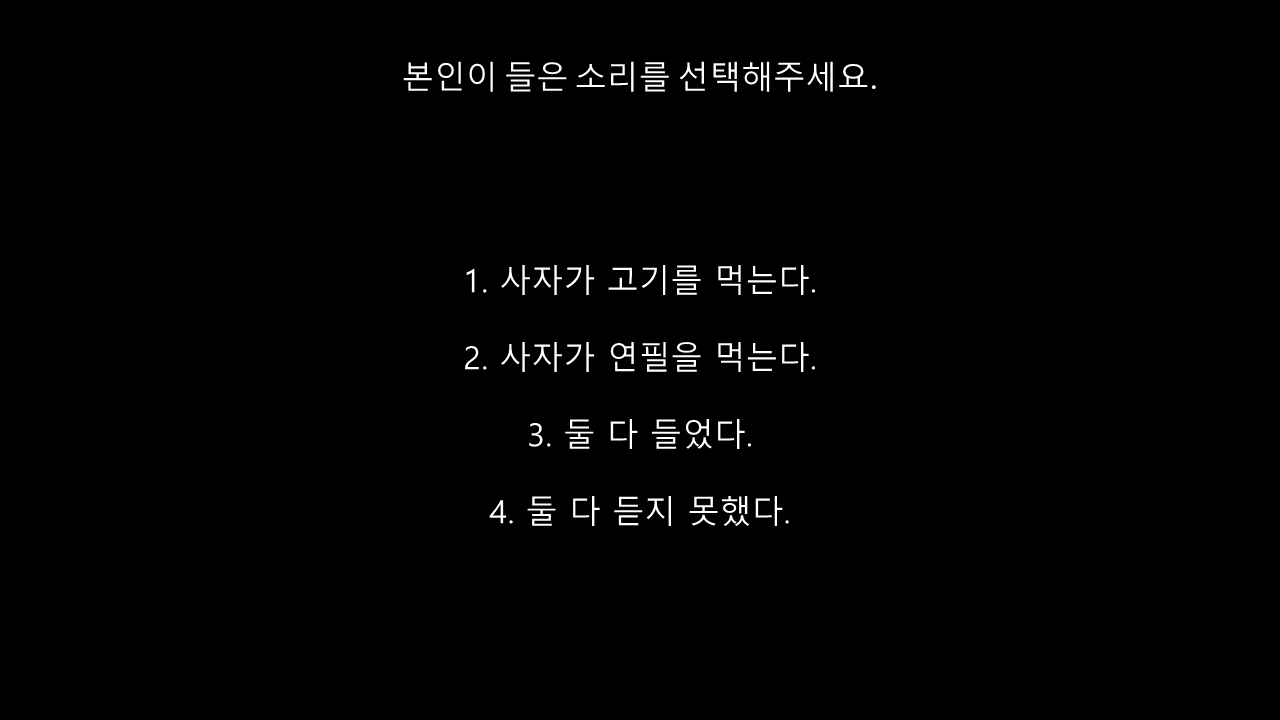 본인이 들은 소리를 선택해주세요.
1. 사자가 고기를 먹는다.
2. 사자가 연필을 먹는다.
3. 둘 다 들었다.
4. 둘 다 듣지 못했다.